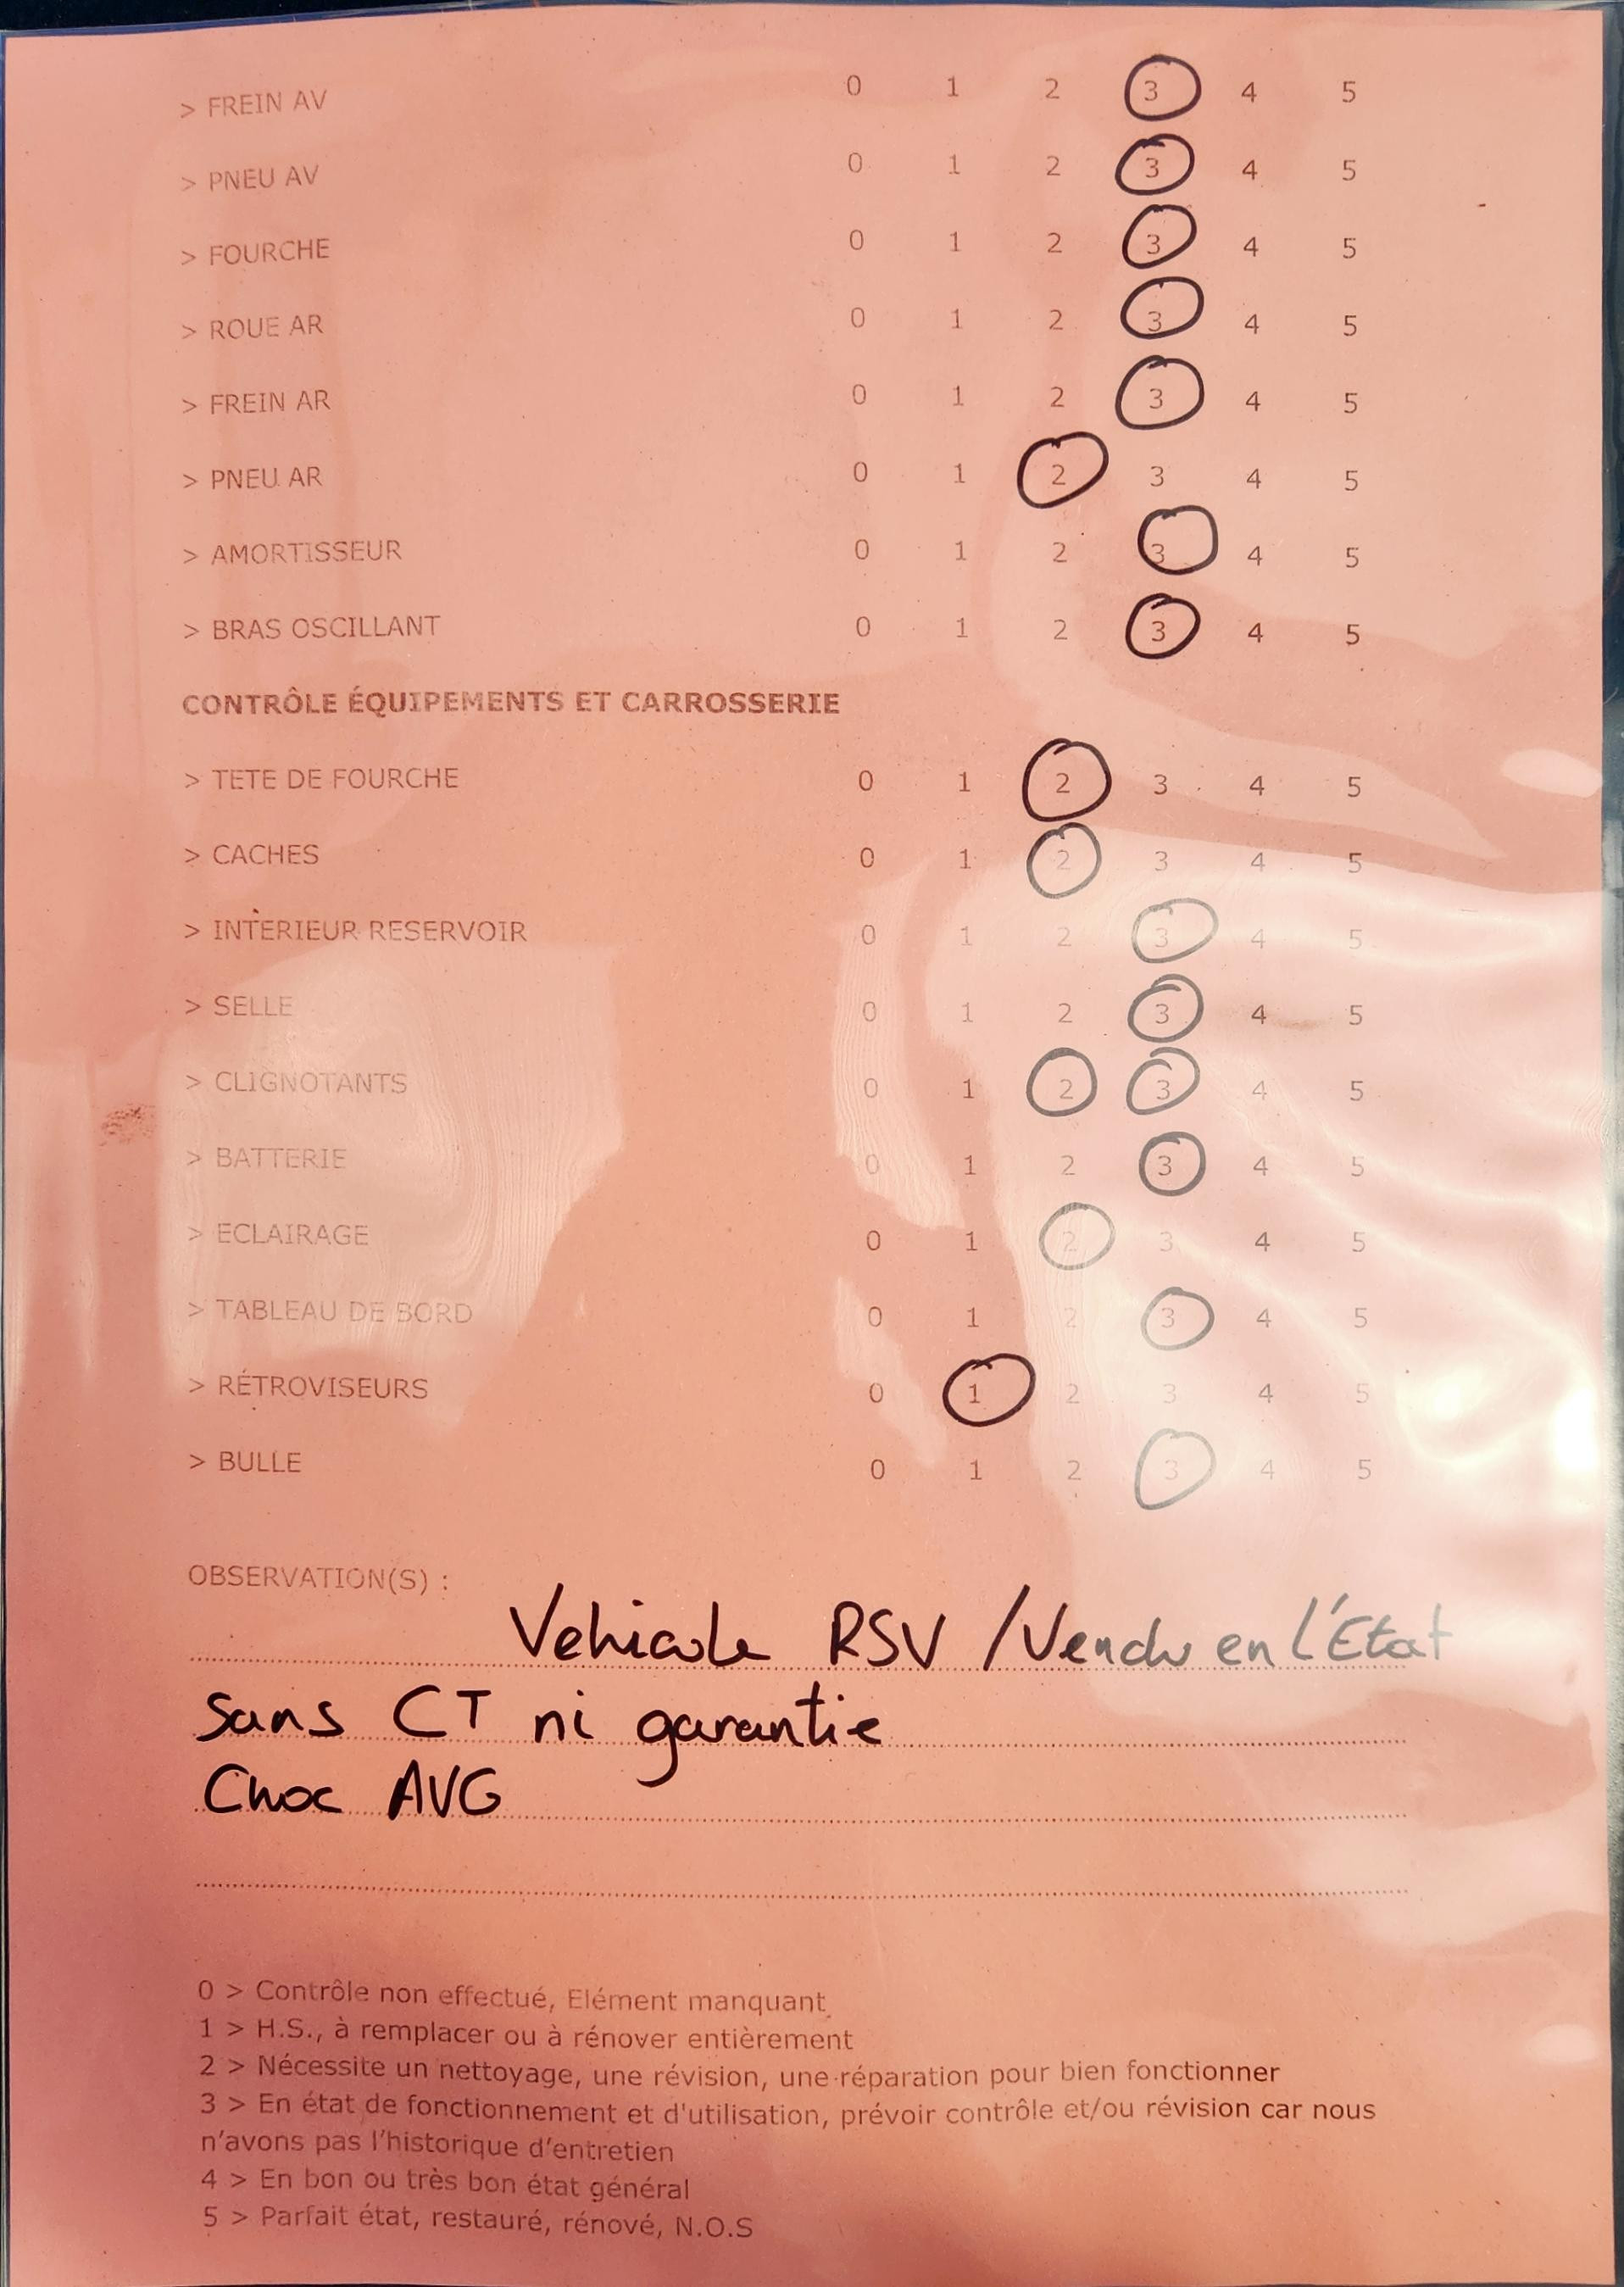 > FREIN AV 0 1 2 3 4 5
> PNEU AV 0 1 2 3 4 5
> FOURCHE 0 1 2 3 4 5
> ROUE AR 0 1 2 3 4 5
> FREIN AR 0 1 2 3 4 5
> PNEU AR 0 1 2 3 4 5
> AMORTISSEUR 0 1 2 3 4 5
> BRAS OSCILLANT 0 1 2 3 4 5
CONTRÔLE ÉQUIPEMENTS ET CARROSSERIE
> TETE DE FOURCHE 0 1 2 3 4 5
> CACHES 0 1 2 3 4 5
> INTERIEUR RESERVOIR 0 1 2 3 4 5
> SELLE 0 1 2 3 4 5
> CLIGNOTANTS 0 1 2 3 4 5
> BATTERIE 0 1 2 3 4 5
> ECLAIRAGE 0 1 2 3 4 5
> TABLEAU DE BORD 0 1 2 3 4 5
> RÉTROVISEURS 0 1 2 3 4 5
> BULLE 0 1 2 3 4 5
OBSERVATION(S) :
Vehicule RSV / Vendu en L'Etat
Sans CT ni garantie
Choc AVG
0 > Contrôle non effectué, Elément manquant
1 > H.S., à remplacer ou à rénover entièrement
2 > Nécessite un nettoyage, une révision, une réparation pour bien fonctionner
3 > En état de fonctionnement et d'utilisation, prévoir contrôle et/ou révision car nous
n'avons pas l'historique d'entretien
4 > En bon ou très bon état général
5 > Parfait état, restauré, rénové, N.O.S